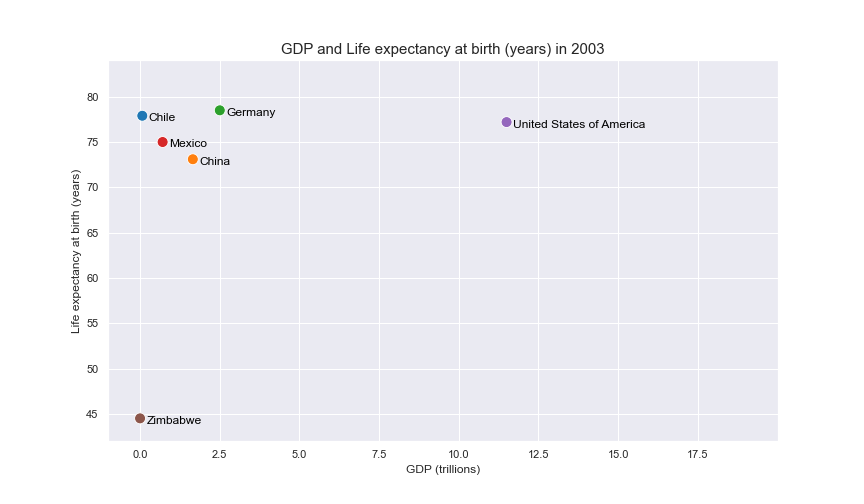 GDP and Life expectancy at birth (years) in 2003
Life expectancy at birth (years)
80
75
70
65
60
55
50
45
Chile
Germany
United States of America
Mexico
China
Zimbabwe
0.0 2.5 5.0 7.5 10.0 12.5 15.0 17.5
GDP (trillions)